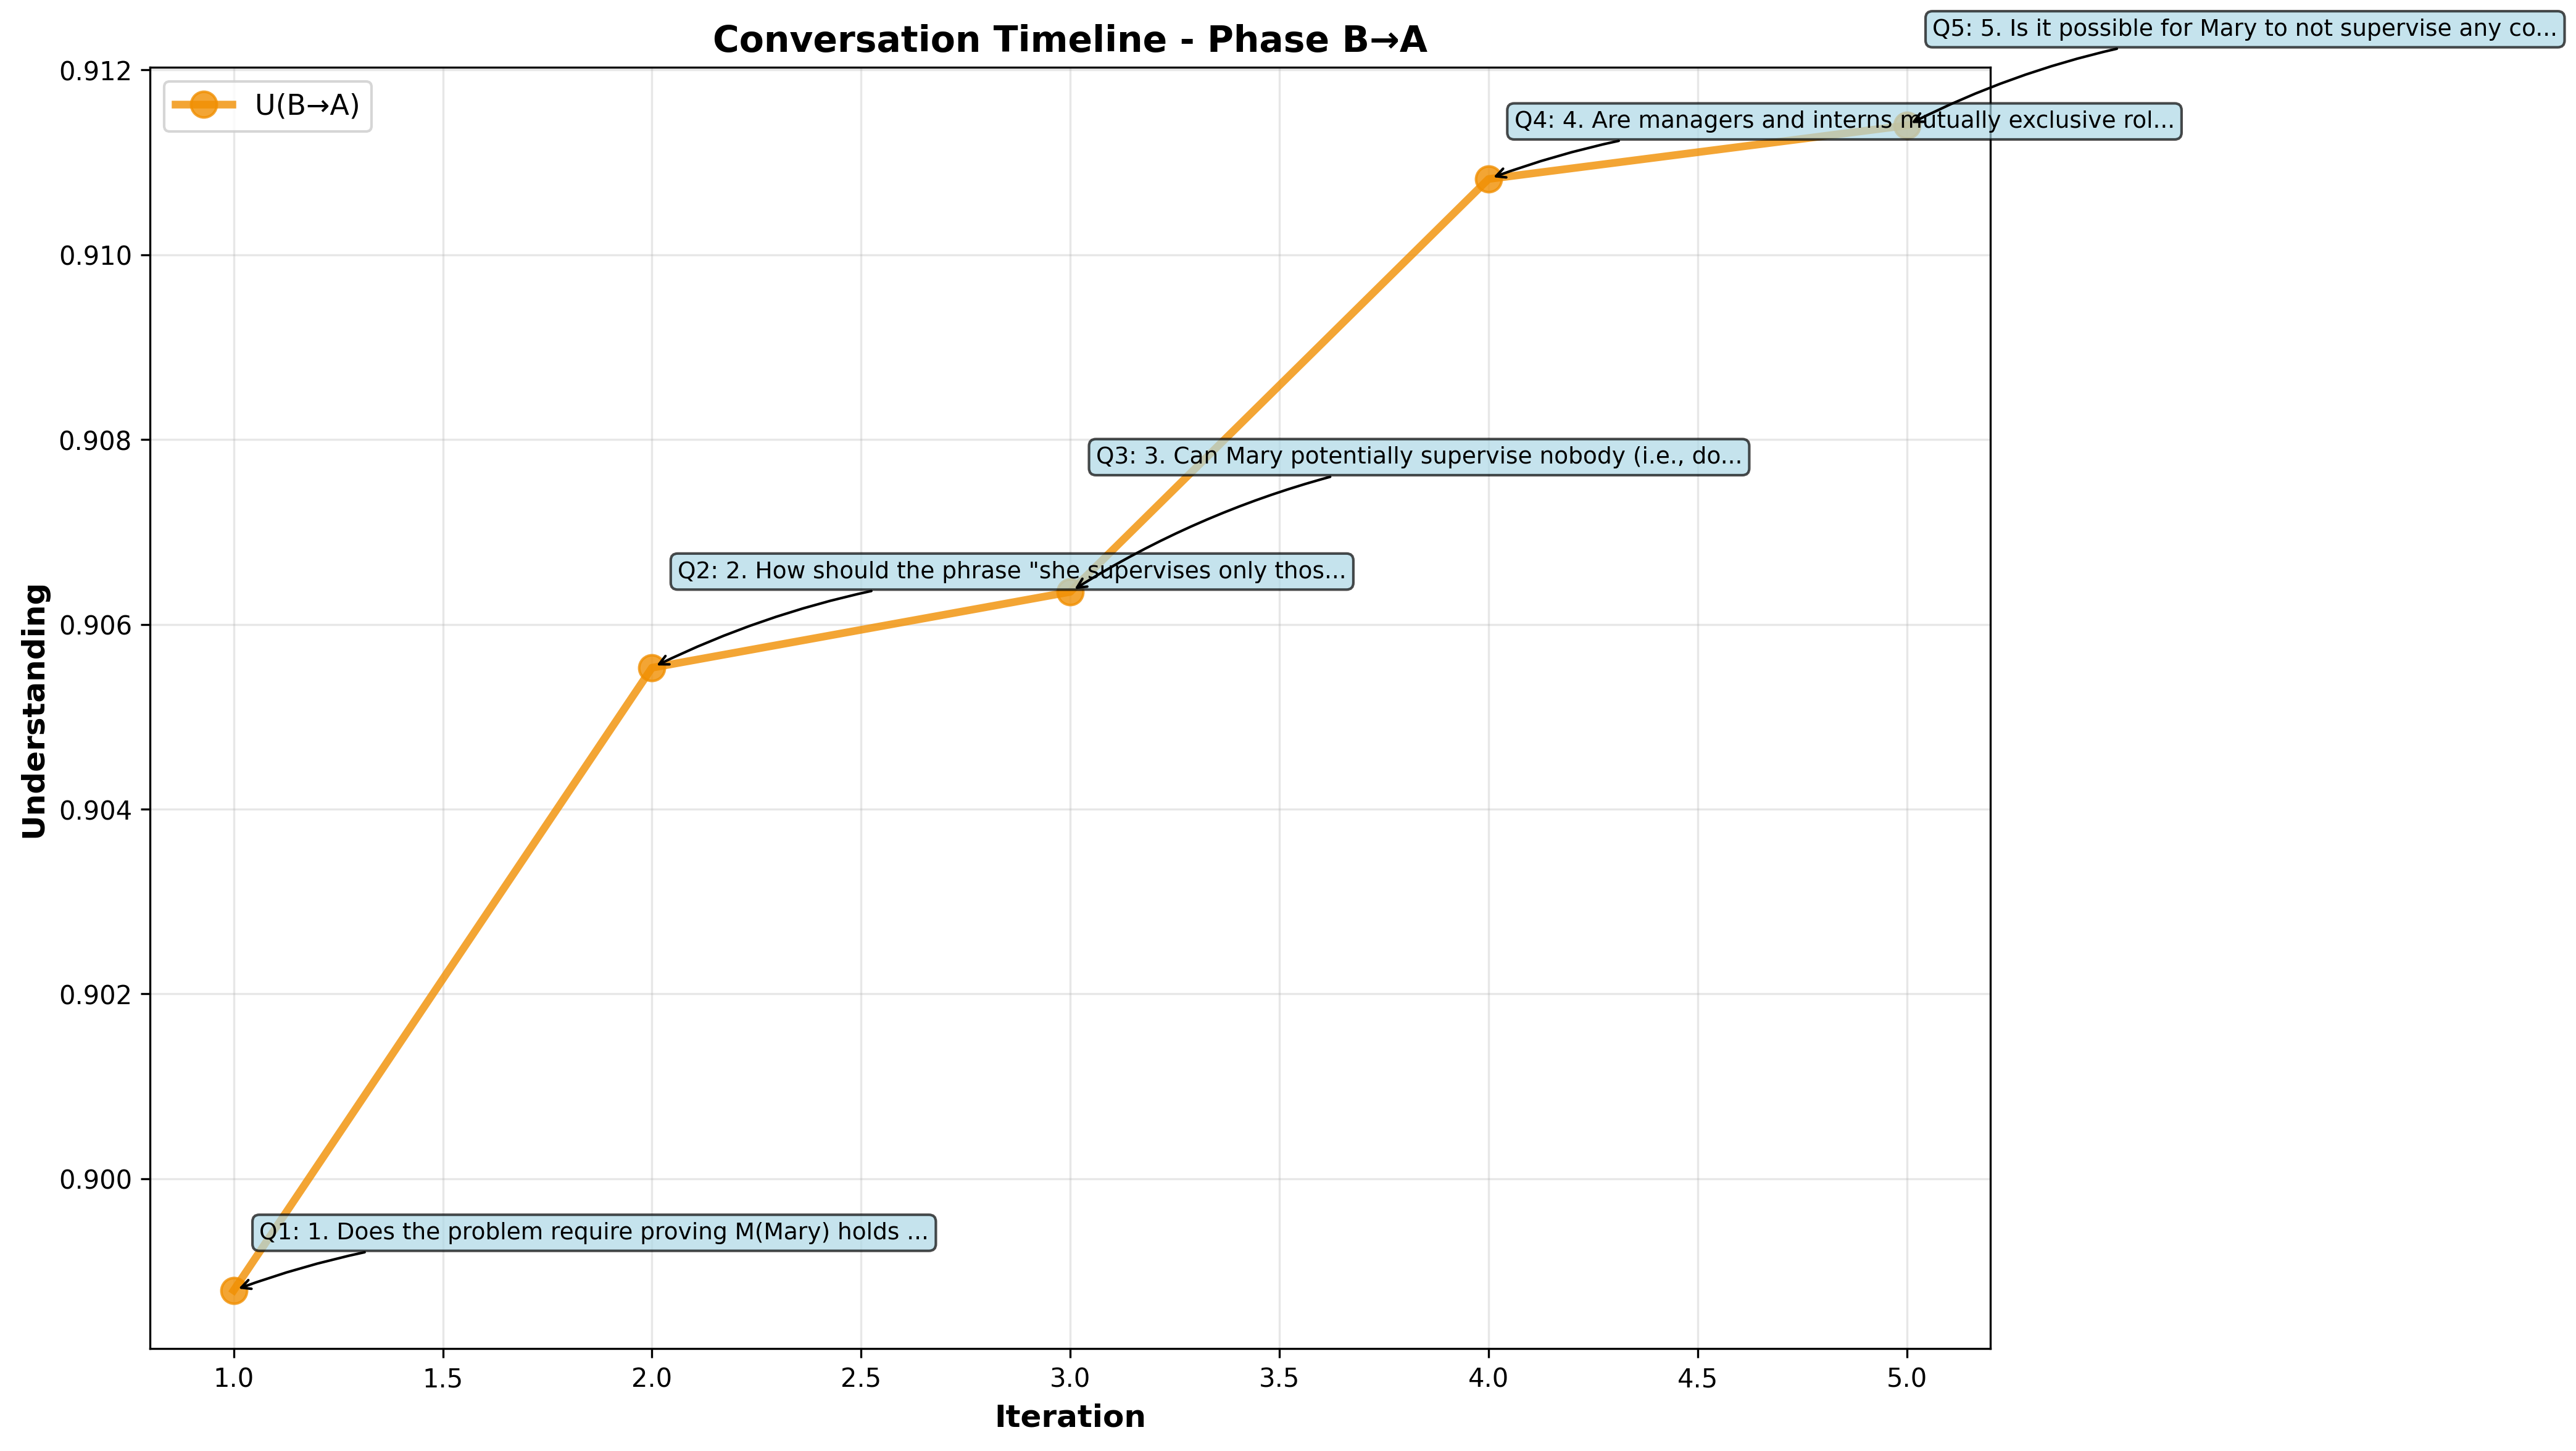 Conversation Timeline - Phase B→A
Q5: 5. Is it possible for Mary to not supervise any co...
0.912
U(B→A)
Q4: 4. Are managers and interns mutually exclusive rol...
0.910
0.908
Q3: 3. Can Mary potentially supervise nobody (i.e., do...
Q2: 2. How should the phrase "she supervises only thos...
0.906
Understanding
0.904
0.902
0.900
Q1: 1. Does the problem require proving M(Mary) holds ...
1.0 1.5 2.0 2.5 3.0 3.5 4.0 4.5 5.0
Iteration